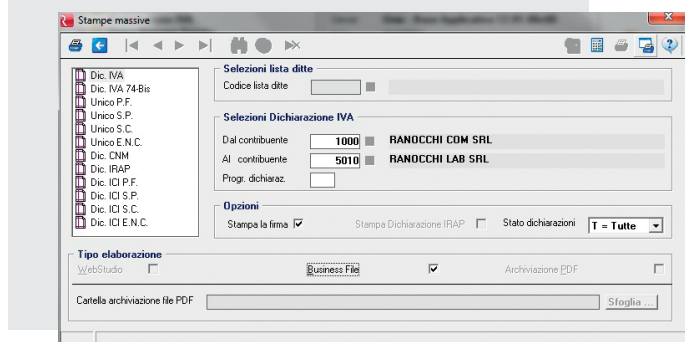 Stampe massive
Dic. IVA
Dic. IVA 74-Bis
Unico P.F.
Unico S.P.
Unico S.C.
Unico E.N.C.
Dic. CNM
Dic. IRAP
Dic. ICI P.F.
Dic. ICI S.P.
Dic. ICI S.C.
Dic. ICI E.N.C.
Selezioni lista ditte
Codice lista ditte
Selezioni Dichiarazione IVA
Dal contribuente 1000 RANOCCHI COM SRL
Al contribuente 5010 RANOCCHI LAB SRL
Progr. dichiaraz.
Opzioni
Stampa la firma Stampa Dichiarazione IRAP Stato dichiarazioni T = Tutte
Tipo elaborazione
WebStudio Business File Archiviazione PDF
Cartella archiviazione file PDF Sfoglia ...